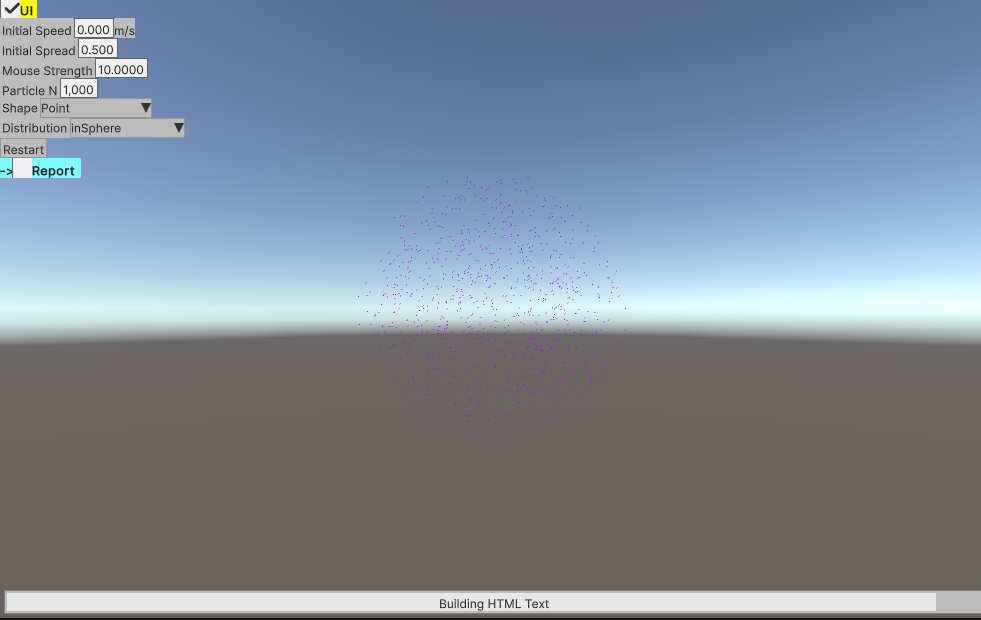 UI
Initial Speed 0.000 m/s
Initial Spread 0.500
Mouse Strength 10.0000
Particle N 1,000
Shape Point
Distribution inSphere
Restart
-> Report
Building HTML Text